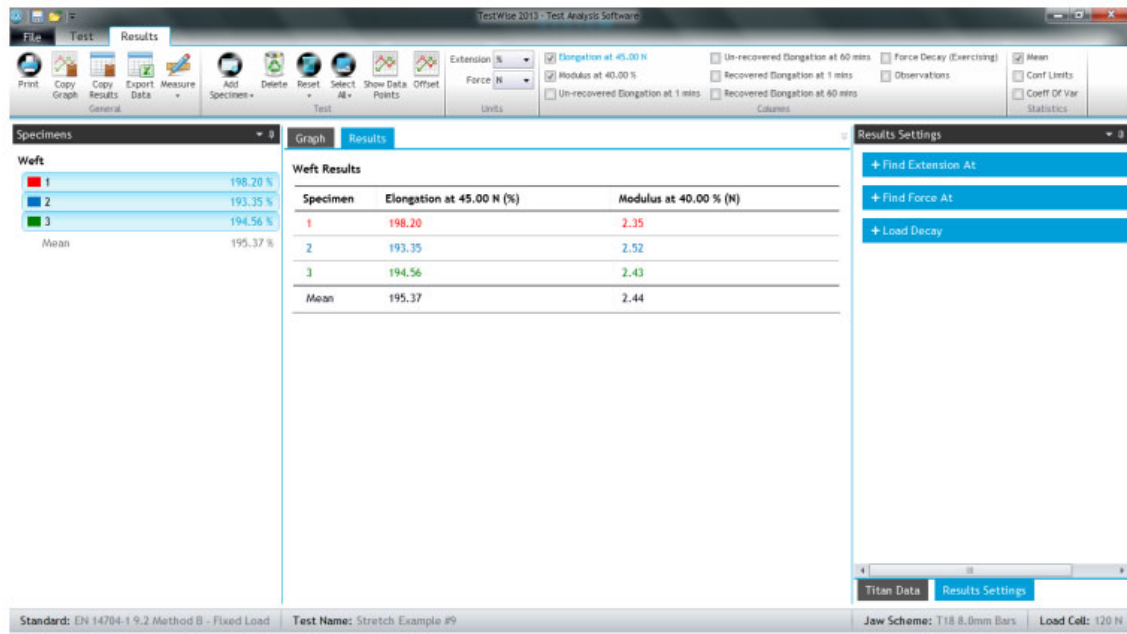 TestWise 2013 - Test Analysis Software
File Test Results
Print Copy Graph Copy Results Export Data Measure
General
Add Specimen Delete Reset Select All Show Data Points Offset
Test
Extension %
Force N
Units
Elongation at 45.00 N
Modulus at 40.00 %
Un-recovered Elongation at 1 mins
Un-recovered Elongation at 60 mins
Recovered Elongation at 1 mins
Recovered Elongation at 60 mins
Force Decay (Exercising)
Observations
Columns
Mean
Conf Limits
Coeff Of Var
Statistics
Specimens
Weft
1 198.20 %
2 193.35 %
3 194.56 %
Mean 195.37 %
Graph Results
Weft Results
Specimen Elongation at 45.00 N (%) Modulus at 40.00 % (N)
1 198.20 2.35
2 193.35 2.52
3 194.56 2.43
Mean 195.37 2.44
Results Settings
+ Find Extension At
+ Find Force At
+ Load Decay
Titan Data Results Settings
Standard: EN 14704-1 9.2 Method B - Fixed Load Test Name: Stretch Example #9 Jaw Scheme: T18 8.0mm Bars Load Cell: 120 N